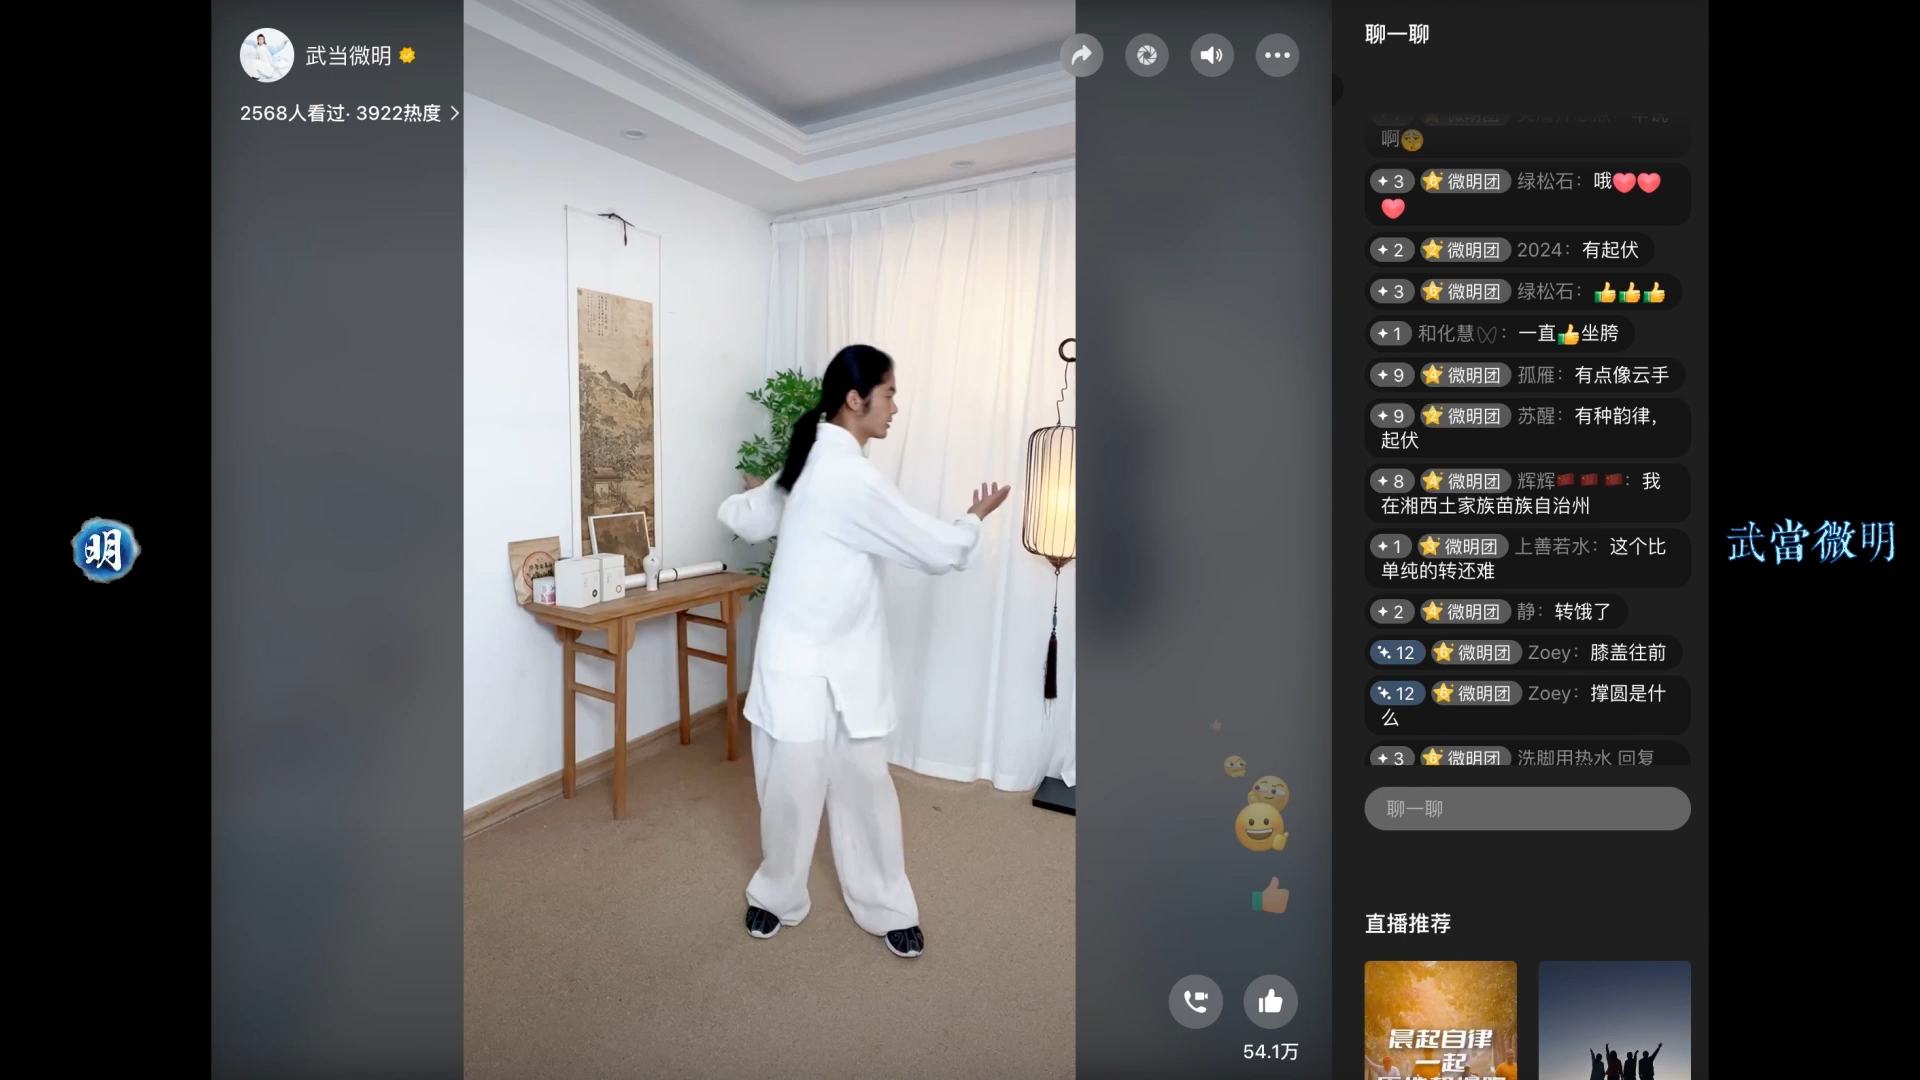 武当微明
2568人看过· 3922热度
聊一聊
啊
3 微明团 绿松石：哦
2 微明团 2024：有起伏
3 微明团 绿松石：
1 和化慧：一直👍坐胯
9 微明团 孤雁：有点像云手
9 微明团 苏醒：有种韵律，
起伏
8 微明团 辉辉🇨🇳🇨🇳🇨🇳：我
在湘西土家族苗族自治州
1 微明团 上善若水：这个比
单纯的转还难
2 微明团 静：转饿了
12 微明团 Zoey：膝盖往前
12 微明团 Zoey：撑圆是什
么
3 微明团 洗脚用热水 回复
聊一聊
直播推荐
晨起自律
一起
54.1万
明
武當微明